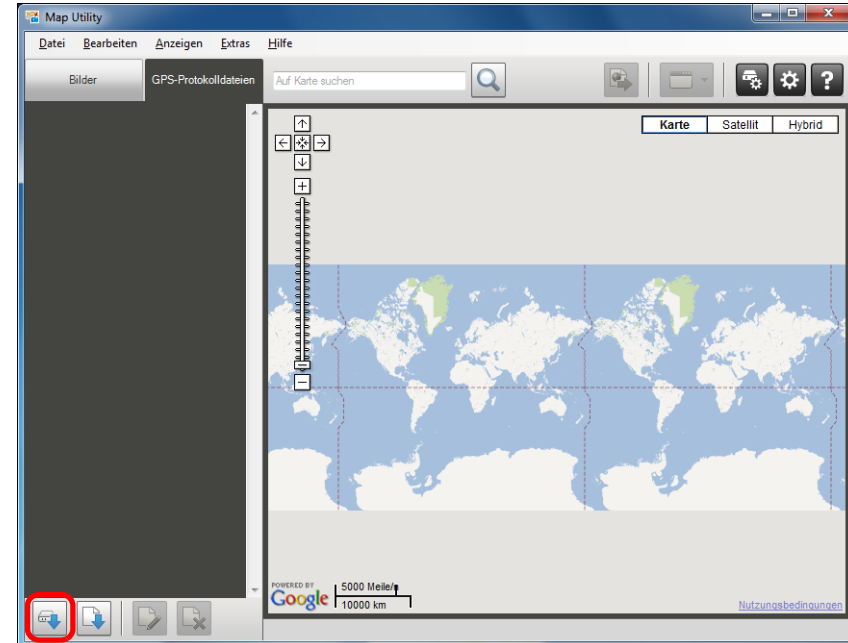 Map Utility
Datei Bearbeiten Anzeigen Extras Hilfe
Bilder GPS-Protokolldateien Auf Karte suchen ?
Karte Satellit Hybrid
POWERED BY
Google
5000 Meile/n
10000 km
Nutzungsbedingungen